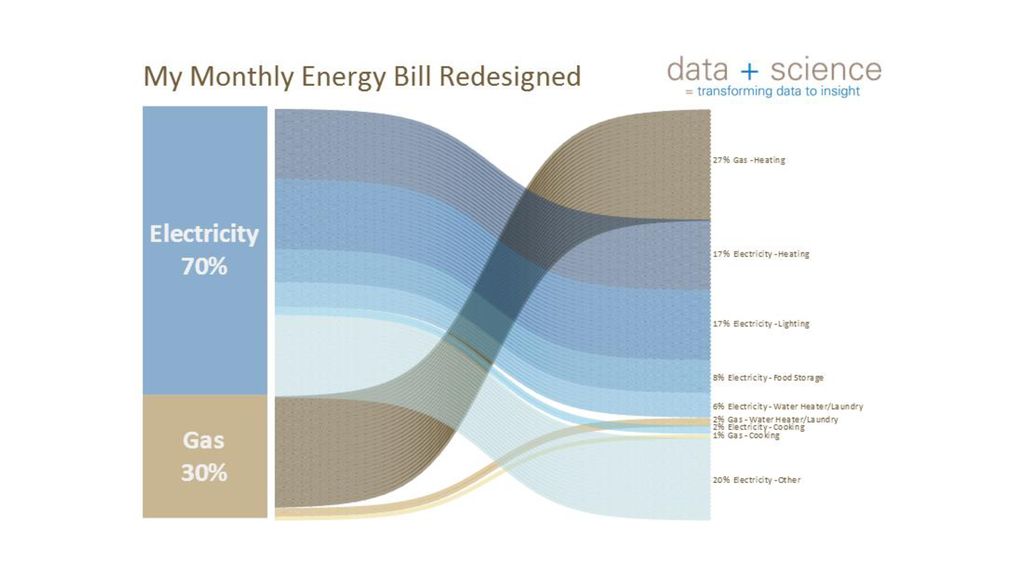 My Monthly Energy Bill Redesigned
data + science
= transforming data to insight
Electricity
70%
Gas
30%
27% Gas -Heating
17% Electricity -Heating
17% Electricity -Lighting
8% Electricity - Food Storage
6% Electricity - Water Heater/Laundry
2% Gas - Water Heater/Laundry
2% Electricity - Cooking
1% Gas - Cooking
20% Electricity -Other